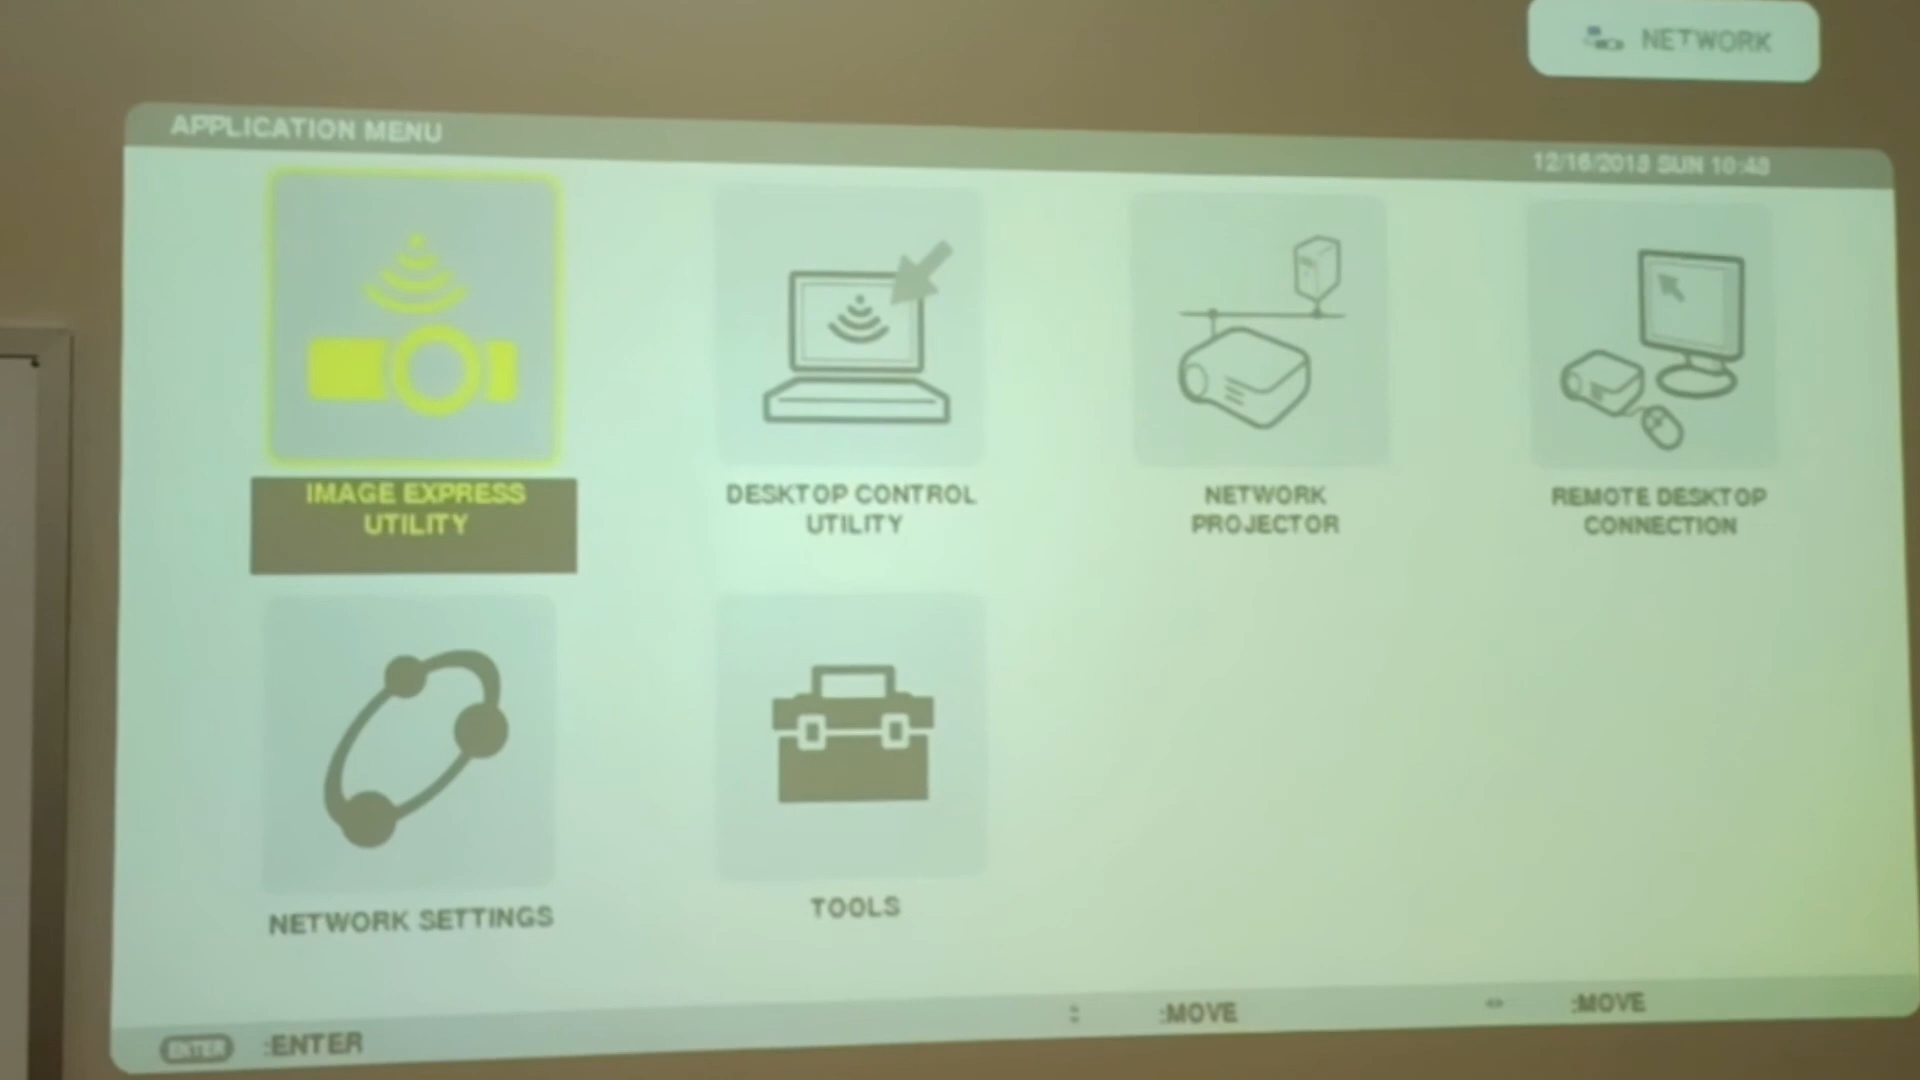 NETWORK
APPLICATION MENU
12/16/2018 SUN 10:48
IMAGE EXPRESS
UTILITY
DESKTOP CONTROL
UTILITY
NETWORK
PROJECTOR
REMOTE DESKTOP
CONNECTION
NETWORK SETTINGS
TOOLS
ENTER :ENTER
:MOVE
:MOVE